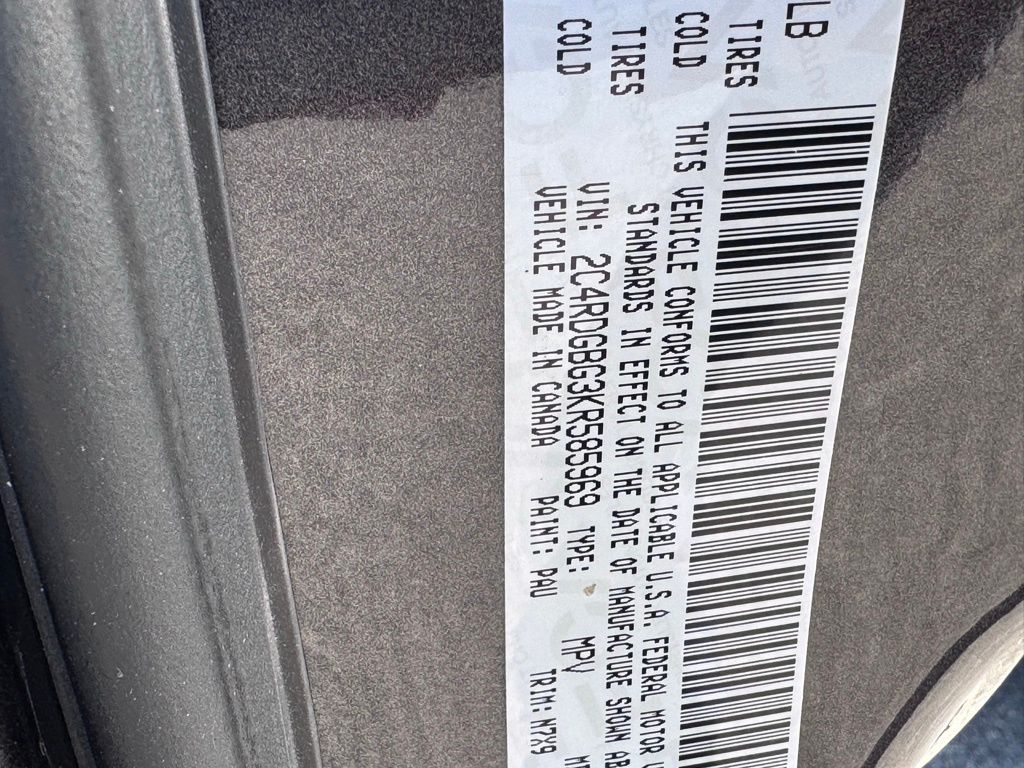 LB
TIRES
COLD
TIRES
COLD
THIS VEHICLE CONFORMS TO ALL APPLICABLE U.S.A. FEDERAL MOTOR
STANDARDS IN EFFECT ON THE DATE OF MANUFACTURE SHOWN AB
VIN: 2C4RDGBG3KR585969 TYPE: MPV
VEHICLE MADE IN CANADA PAINT: PAU TRIM: M7X9